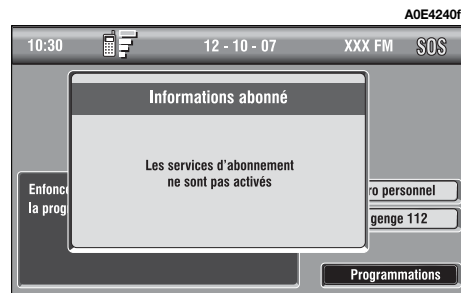 A0E4240f
10:30 12 - 10 - 07 XXX FM SOS
Informations abonné
Les services d'abonnement
ne sont pas activés
Enfonce
la prog
ro personnel
genge 112
Programmations